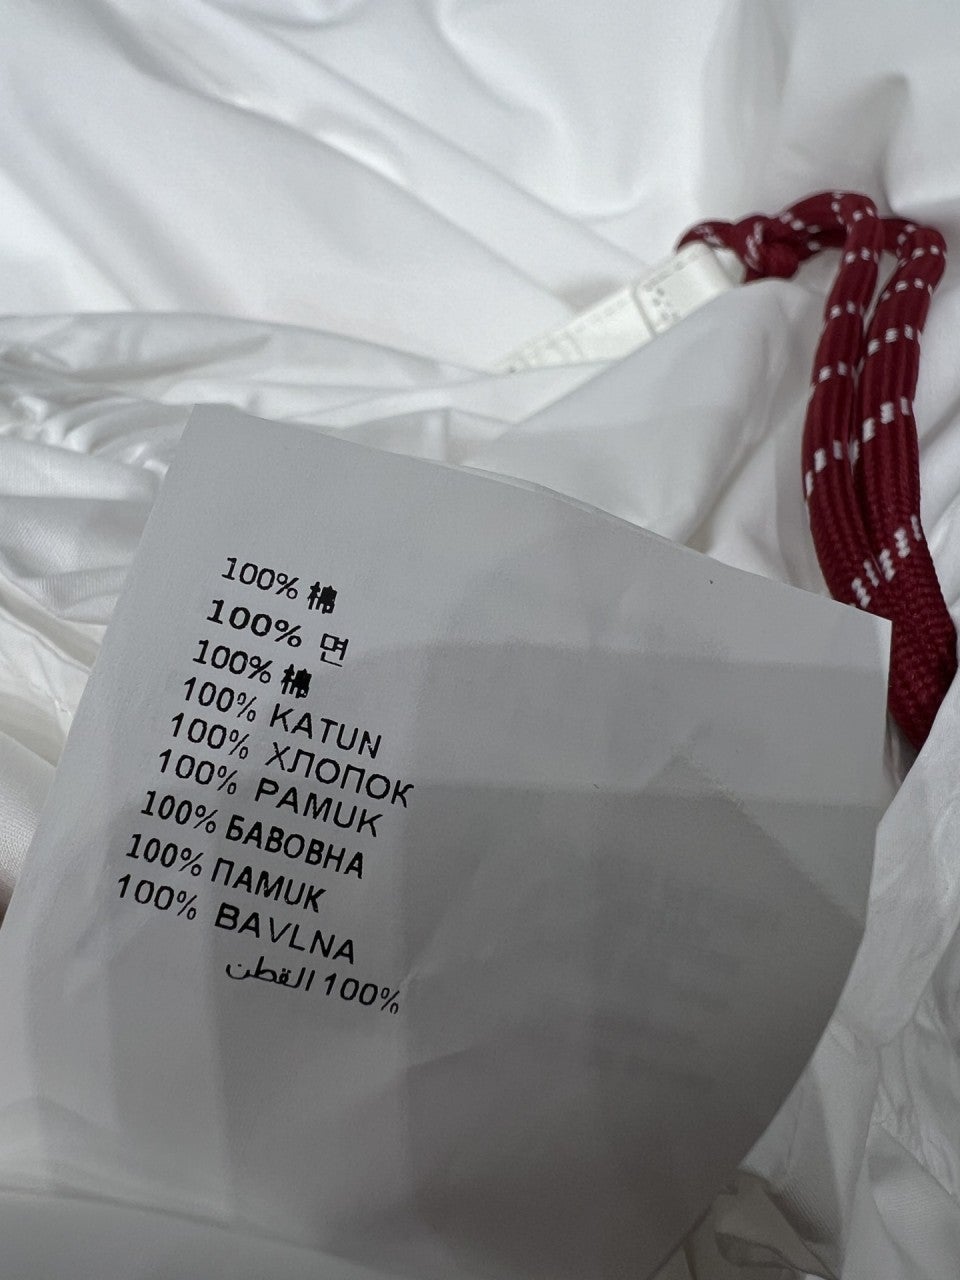 100% 棉
100% 면
100% 棉
100% KATUN
100% ХЛОПОК
100% PAMUK
100% БАВОВНА
100% ПАМUК
100% BAVLNA
100% القطن